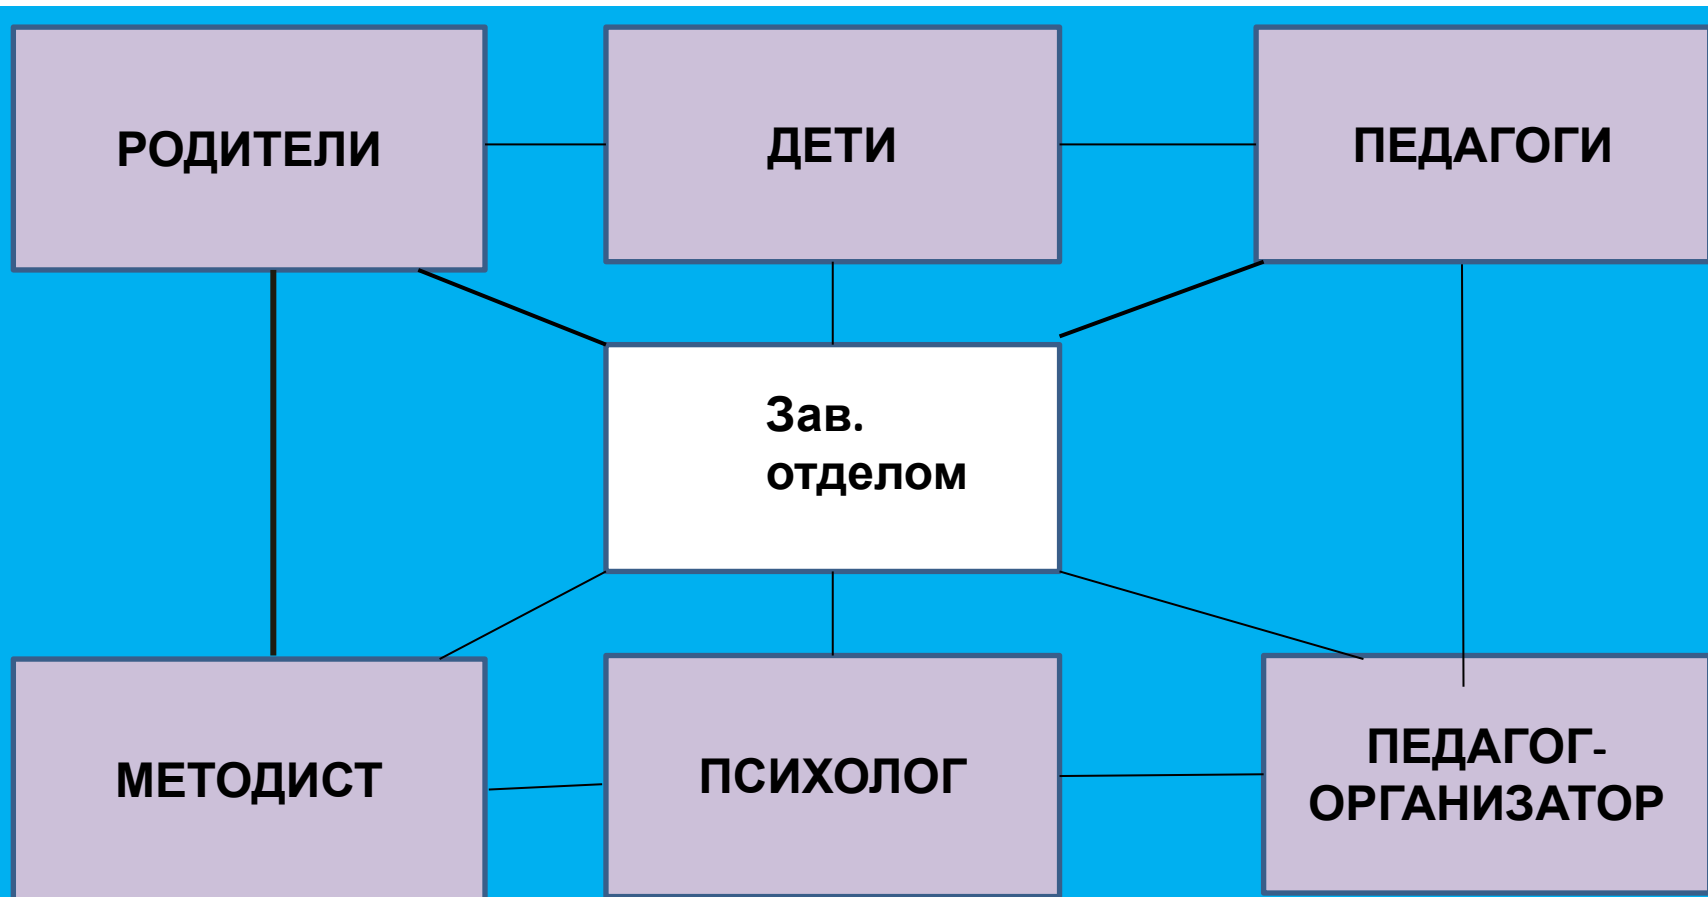 РОДИТЕЛИ
ДЕТИ
ПЕДАГОГИ
Зав.
отделом
МЕТОДИСТ
ПСИХОЛОГ
ПЕДАГОГ-
ОРГАНИЗАТОР